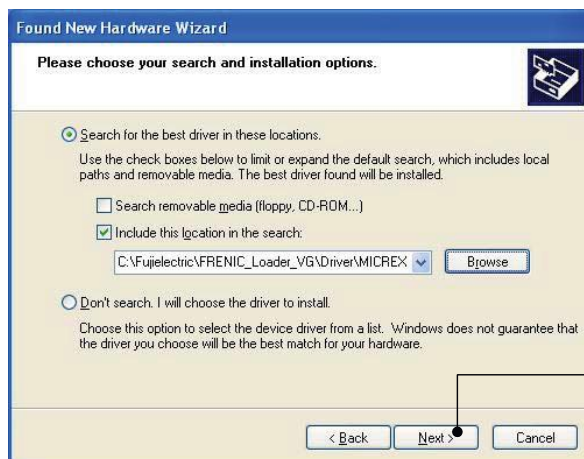 Found New Hardware Wizard
Please choose your search and installation options.
Search for the best driver in these locations.
Use the check boxes below to limit or expand the default search, which includes local
paths and removable media. The best driver found will be installed.
Search removable media (floppy, CD-ROM...)
Include this location in the search:
C:\Fujielectric\FRENIC_Loader_VG\Driver\MICREX
Browse
Don't search. I will choose the driver to install.
Choose this option to select the device driver from a list. Windows does not guarantee that
the driver you choose will be the best match for your hardware.
< Back Next > Cancel